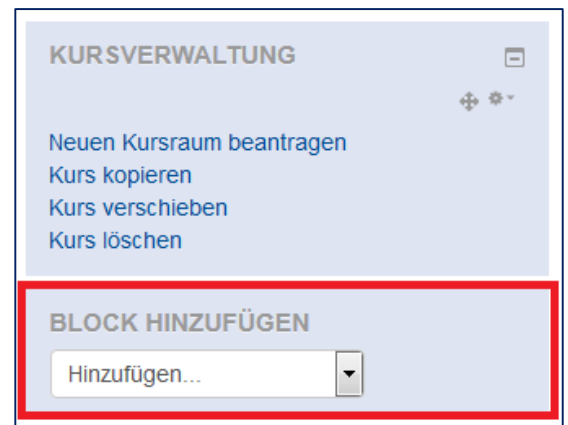 KURSVERWALTUNG
Neuen Kursraum beantragen
Kurs kopieren
Kurs verschieben
Kurs löschen
BLOCK HINZUFÜGEN
Hinzufügen...